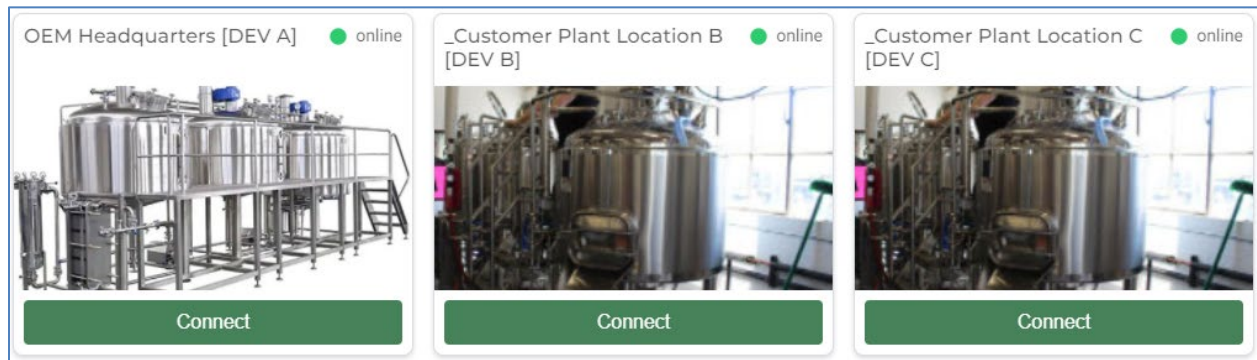 OEM Headquarters [DEV A]
online
_Customer Plant Location B
[DEV B]
online
_Customer Plant Location C
[DEV C]
online
Connect
Connect
Connect